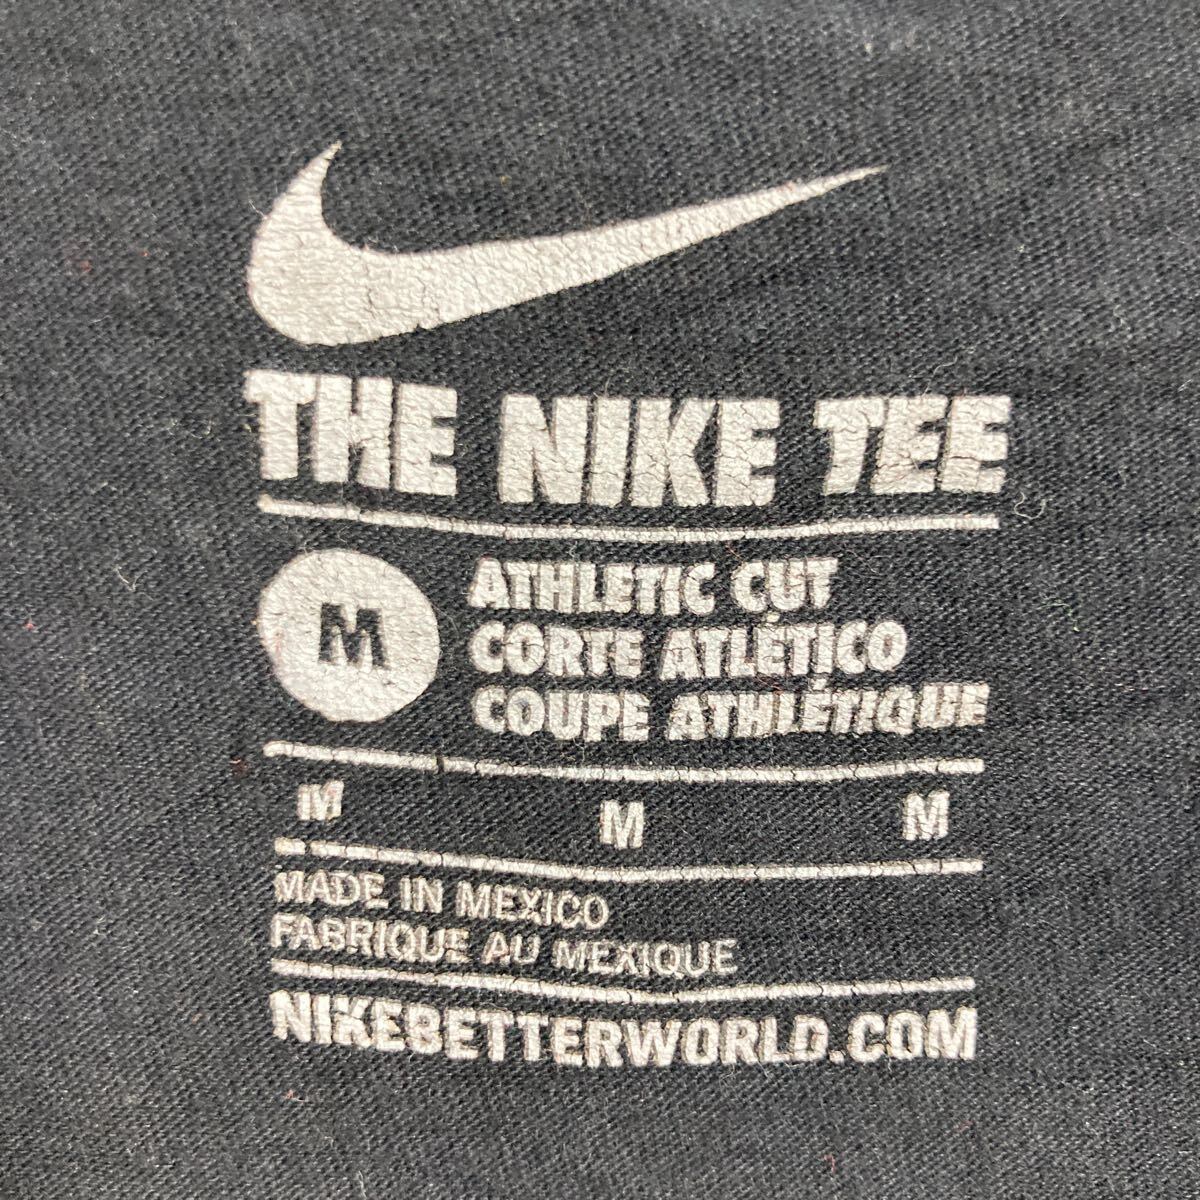 THE NIKE TEE
M
ATHLETIC CUT
CORTE ATLÉTICO
COUPE ATHLÉTIQUE
M M M
MADE IN MEXICO
FABRIQUE AU MEXIQUE
NIKEBETTERWORLD.COM